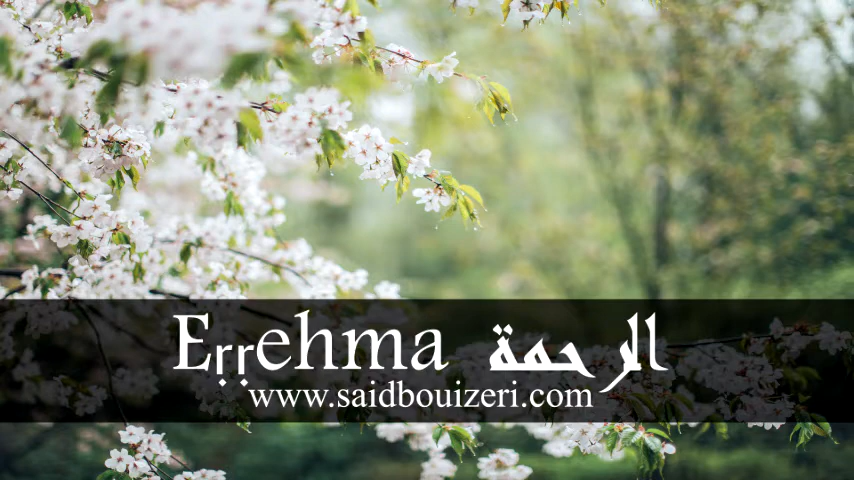 Eṛṛehma الرحمة
www.saidbouizeri.com